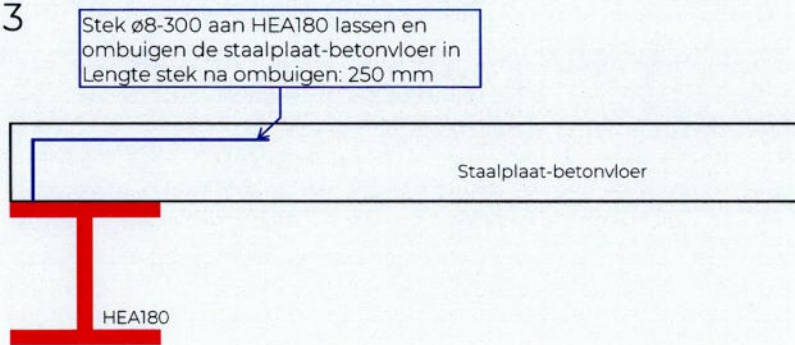 3
Stek ø8-300 aan HEA180 lassen en
ombuigen de staalplaat-betonvloer in
Lengte stek na ombuigen: 250 mm
Staalplaat-betonvloer
HEA180